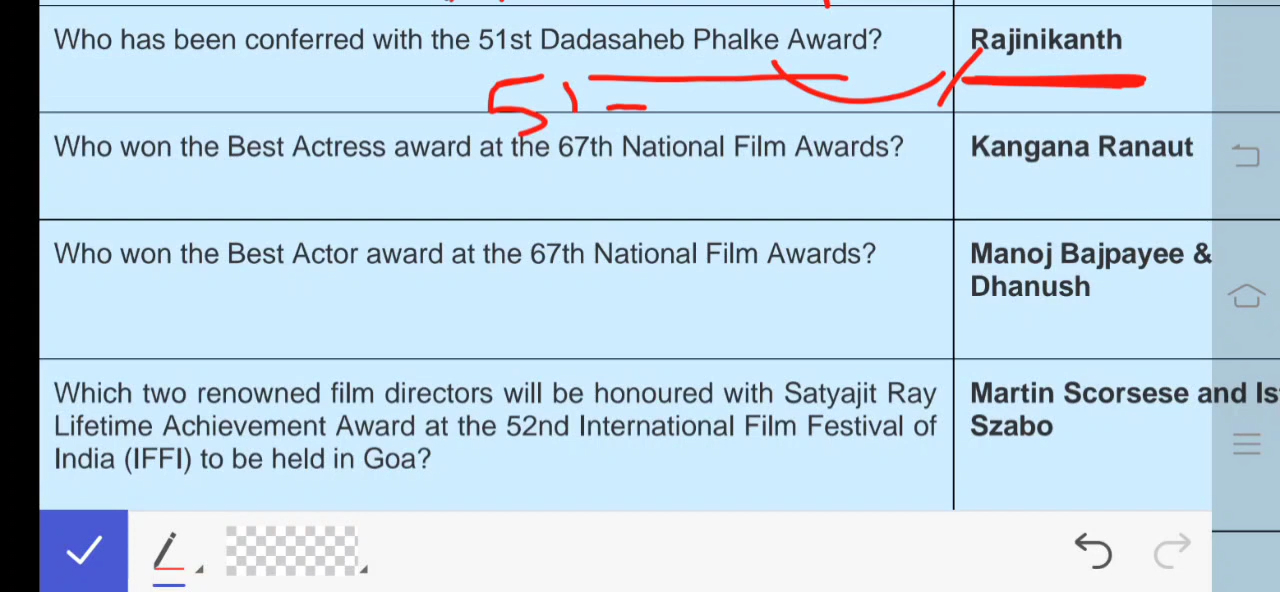 Who has been conferred with the 51st Dadasaheb Phalke Award?
Rajinikanth
51
Who won the Best Actress award at the 67th National Film Awards?
Kangana Ranaut
Who won the Best Actor award at the 67th National Film Awards?
Manoj Bajpayee &
Dhanush
Which two renowned film directors will be honoured with Satyajit Ray
Lifetime Achievement Award at the 52nd International Film Festival of
India (IFFI) to be held in Goa?
Martin Scorsese and Is
Szabo